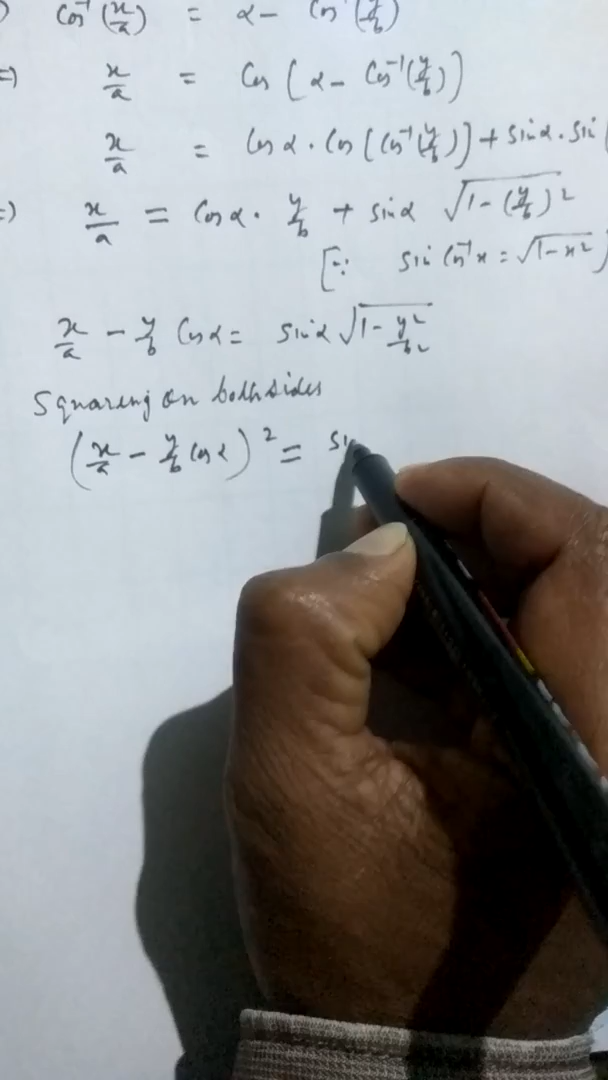 ) cos⁻¹(x/a) = α - cos⁻¹(y/b)
=) x/a = Cos [α - Cos⁻¹(y/b)]
x/a = Cos α . Cos [Cos⁻¹(y/b)] + Sin α . Sin (
=) x/a = Cos α . y/b + sin α √1-(y/b)²
[∵ Sin Cos⁻¹x = √1-x²]
x/a - y/b Cos α = Sin α √1-y²/b²
Squaring on both sides
(x/a - y/b Cos α)² = Si